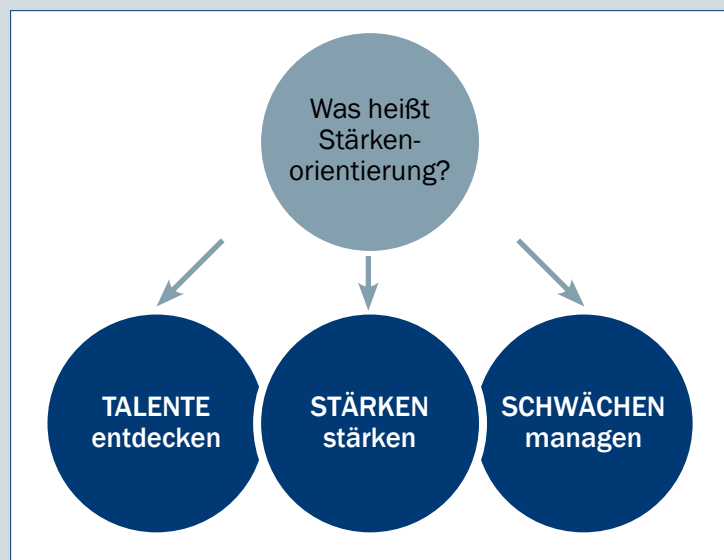 Was heißt
Stärken-
orientierung?
TALENTE
entdecken
STÄRKEN
stärken
SCHWÄCHEN
managen